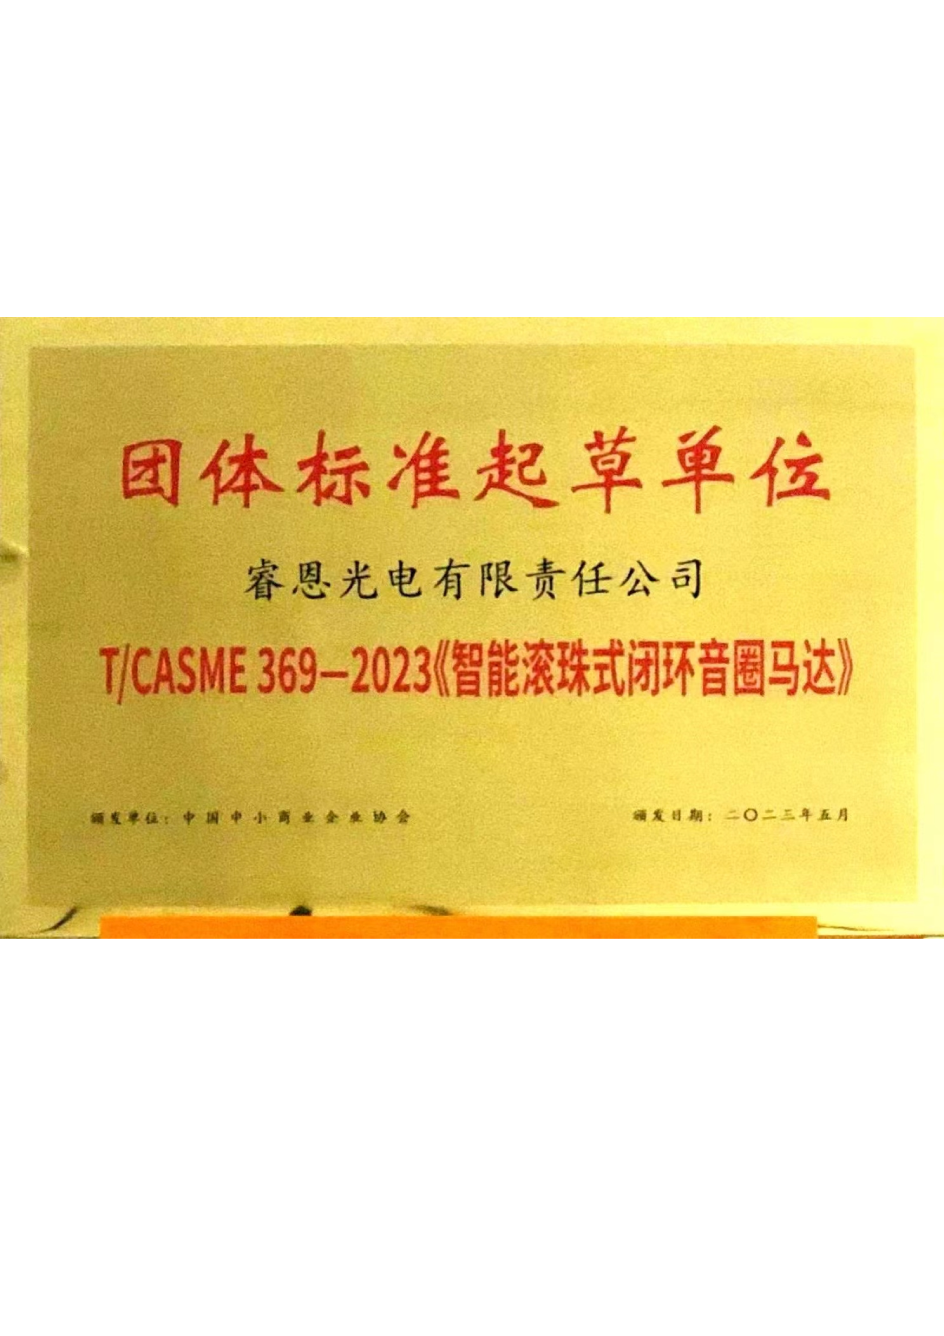 团体标准起草单位
睿恩光电有限责任公司
T/CASME 369—2023《智能滚珠式闭环音圈马达》
颁发单位：中国中小商业企业协会
颁发日期：二〇二三年五月